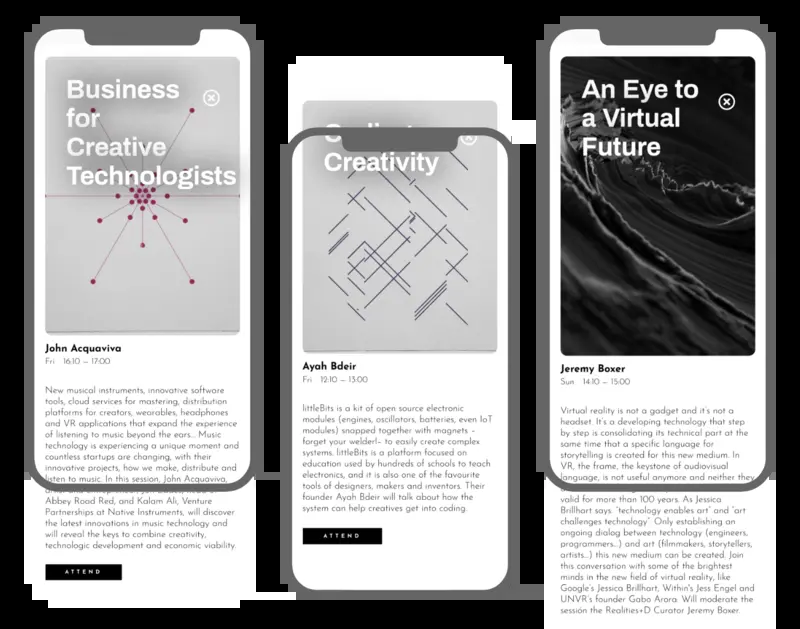 Business
for
Creative
Technologists
John Acquaviva
Fri 16:10 – 17:00
New musical instruments, innovative software
tools, cloud services for mastering, distribution
platforms for creators, wearables, headphones
and VR applications that expand the experience
of listening to music beyond the ears... Music
technology is experiencing a unique moment and
countless startups are changing, with their
innovative projects, how we make, distribute and
listen to music. In this session, John Acquaviva,
Abbey Road Red, and Kalam Ali, Venture
Partnerships at Native Instruments, will discover
the latest innovations in music technology and
will reveal the keys to combine creativity,
technologic development and economic viability.
ATTEND
Creativity
Ayah Bdeir
Fri 12:10 – 13:00
littleBits is a kit of open source electronic
modules (engines, oscillators, batteries, even IoT
modules) snapped together with magnets –
forget your welder!– to easily create complex
systems. littleBits is a platform focused on
education used by hundreds of schools to teach
electronics, and it is also one of the favourite
tools of designers, makers and inventors. Their
founder Ayah Bdeir will talk about how the
system can help creatives get into coding.
ATTEND
An Eye to
a Virtual
Future
Jeremy Boxer
Sun 14:10 – 15:00
Virtual reality is not a gadget and it's not a
headset. It's a developing technology that step
by step is consolidating its technical part at the
same time that a specific language for
storytelling is created for this new medium. In
VR, the frame, the keystone of audiovisual
language, is not useful anymore and neither they
valid for more than 100 years. As Jessica
Brillhart says: "technology enables art" and "art
challenges technology". Only establishing an
ongoing dialog between technology (engineers,
programmers...) and art (filmmakers, storytellers,
artists...) this new medium can be created. Join
this conversation with some of the brightest
minds in the new field of virtual reality, like
Google's Jessica Brillhart, Within's Jess Engel and
UNVR's founder Gabo Arora. Will moderate the
sessión the Realities+D Curator Jeremy Boxer.